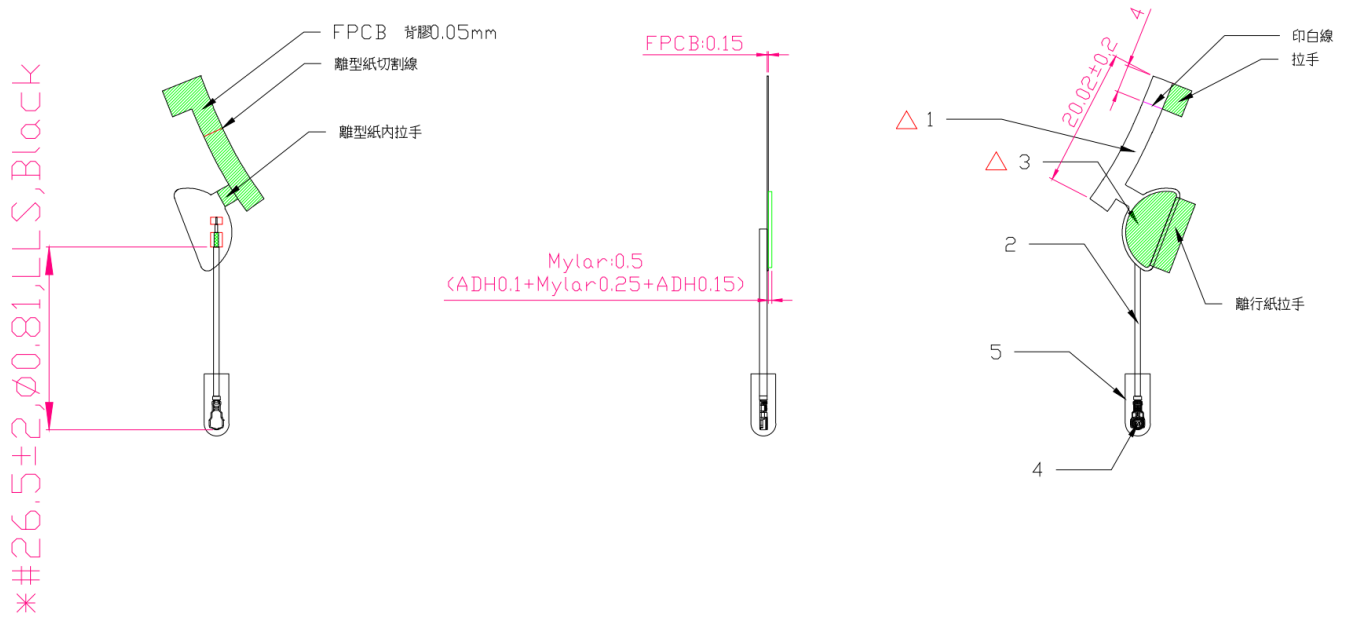 *#26.5±2,Ø0.81,LLS,Black
FPCB 背膠0.05mm
離型紙切割線
離型紙内拉手
FPCB:0.15
Mylar:0.5
(ADH0.1+Mylar0.25+ADH0.15)
4
20.02±0.2
印白線
拉手
1
3
2
離行紙拉手
5
4